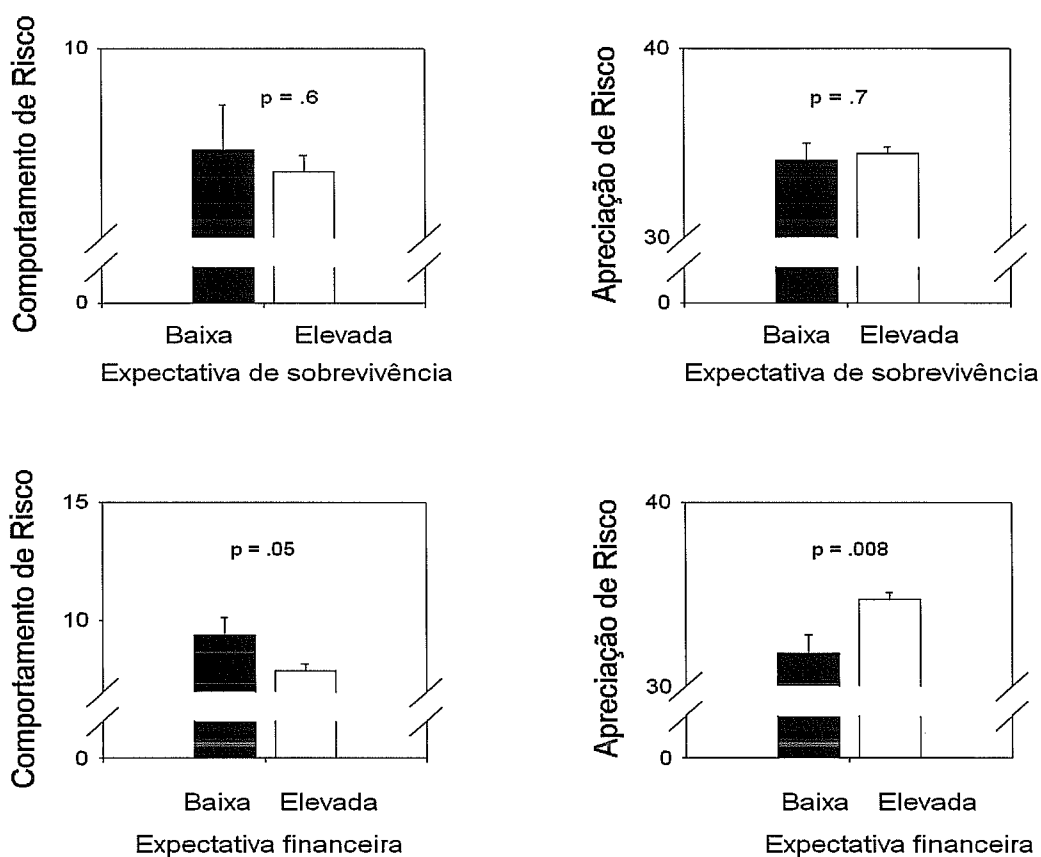 Comportamento de Risco
10
p = .6
0
Baixa Elevada
Expectativa de sobrevivência
Apreciação de Risco
40
p = .7
30
0
Baixa Elevada
Expectativa de sobrevivência
Comportamento de Risco
15
p = .05
10
0
Baixa Elevada
Expectativa financeira
Apreciação de Risco
40
p = .008
30
0
Baixa Elevada
Expectativa financeira